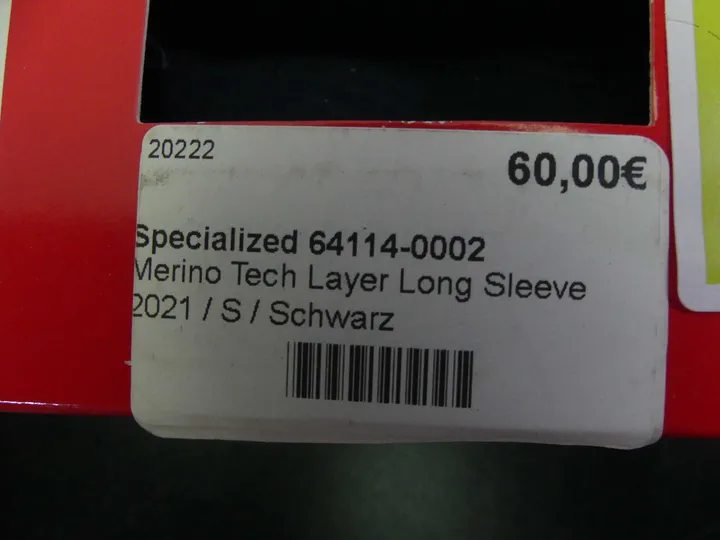 20222
60,00€
Specialized 64114-0002
Merino Tech Layer Long Sleeve
2021 / S / Schwarz